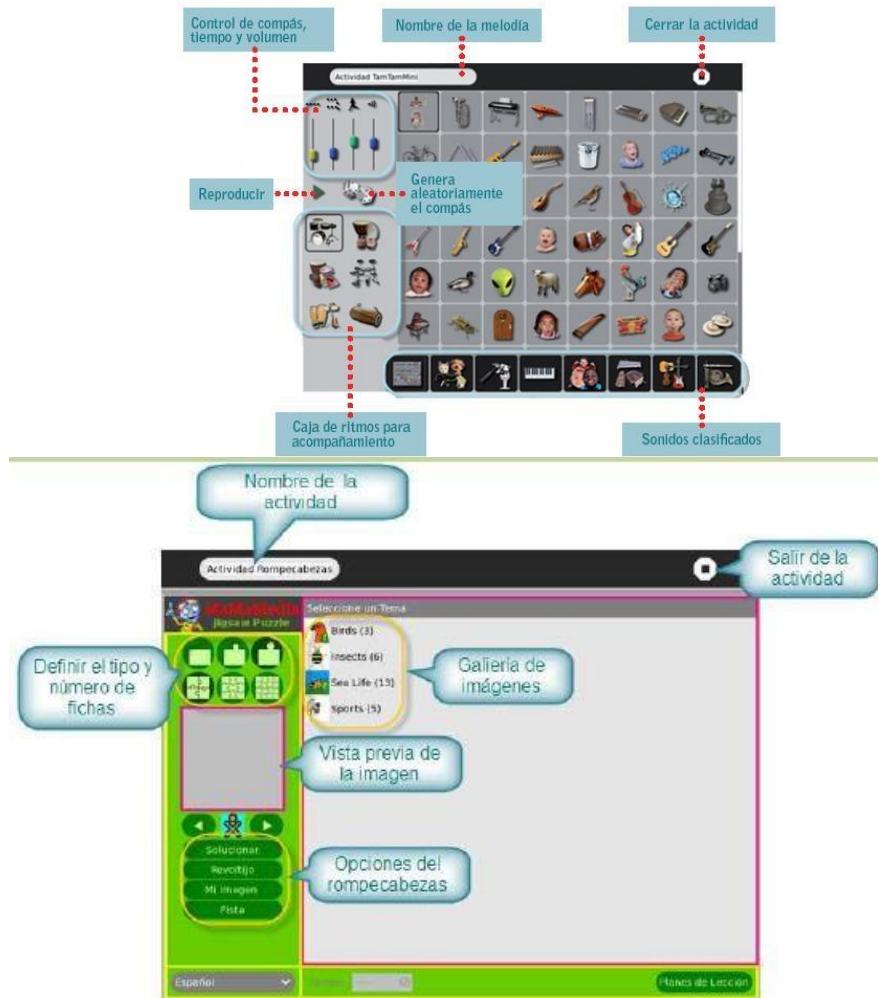 Control de compás,
tiempo y volumen
Nombre de la melodía
Cerrar la actividad
Actividad TamTamMini
Reproducir
Genera
aleatoriamente
el compás
Caja de ritmos para
acompañamiento
Sonidos clasificados
Nombre de la
actividad
Actividad Rompecabezas
Salir de la
actividad
MaMaMedia
Jigsaw Puzzle
Seleccione un Tema
Birds (3)
Insects (6)
Sea Life (13)
Sports (5)
Definir el tipo y
número de
fichas
Galería de
imágenes
Vista previa de
la imagen
Solucionar
Revoltijo
Mi imagen
Pista
Opciones del
rompecabezas
Español
Planes de Lección